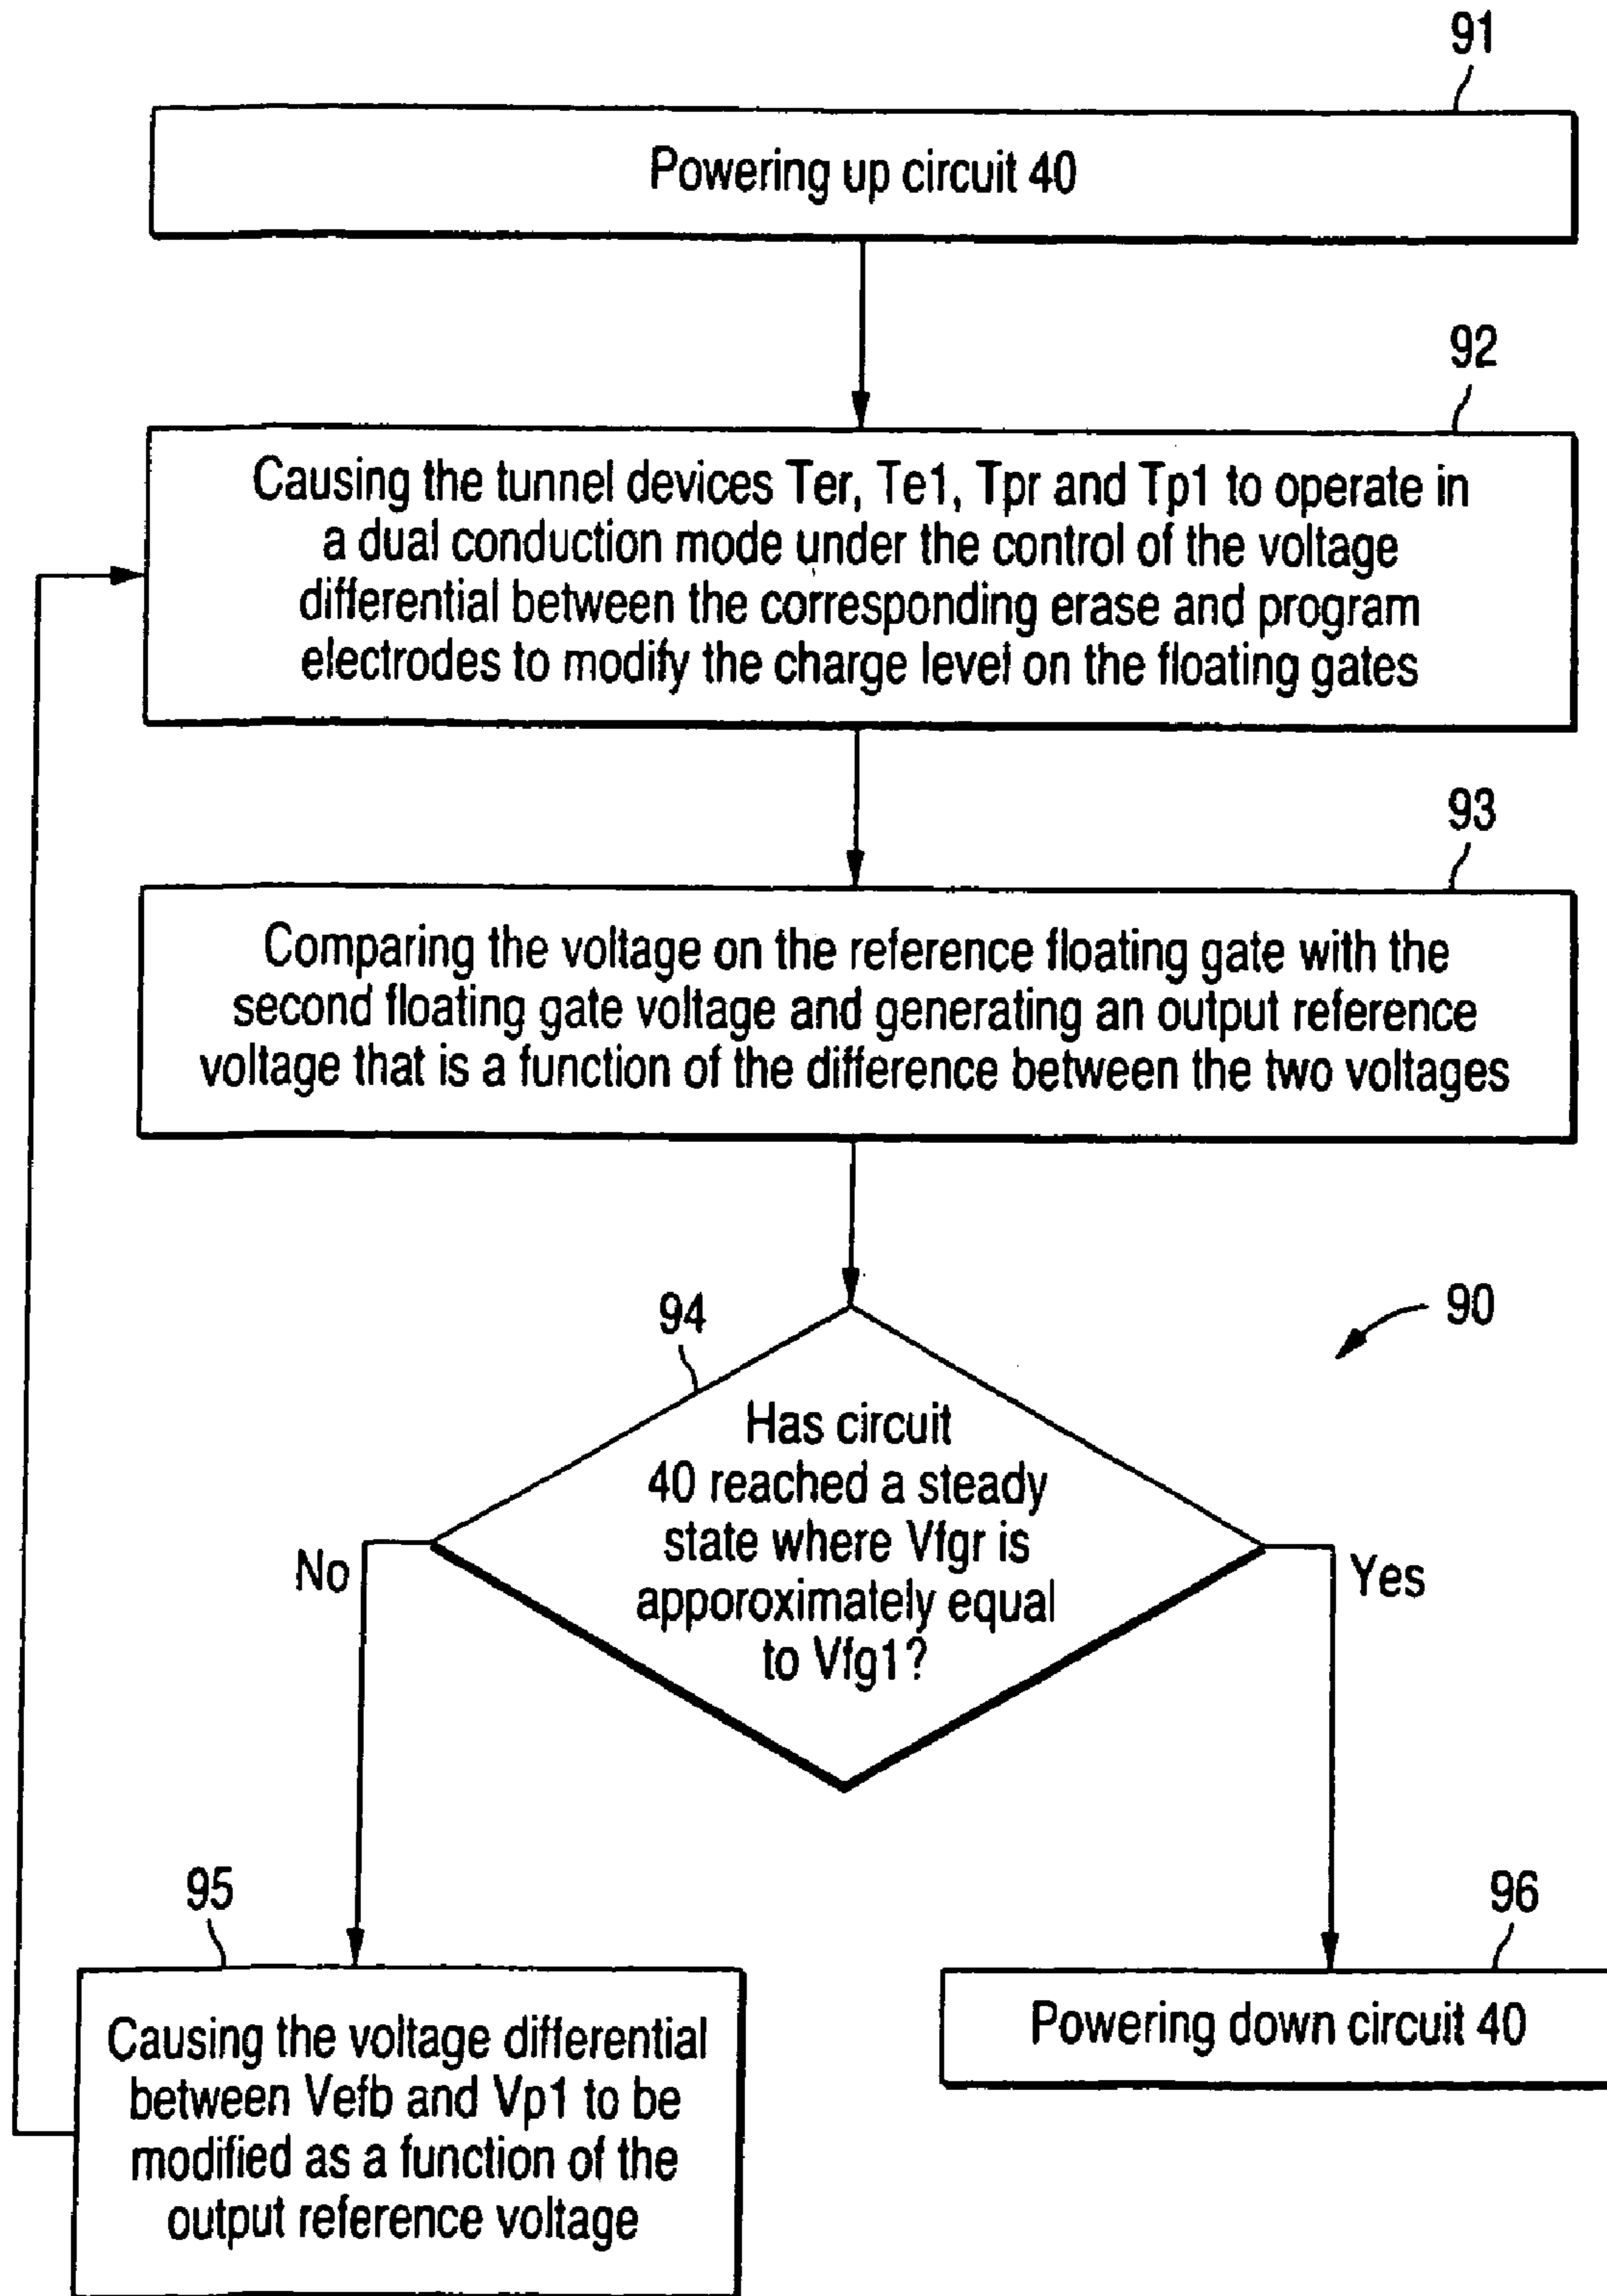 91
Powering up circuit 40
92
Causing the tunnel devices Ter, Te1, Tpr and Tp1 to operate in
a dual conduction mode under the control of the voltage
differential between the corresponding erase and program
electrodes to modify the charge level on the floating gates
93
Comparing the voltage on the reference floating gate with the
second floating gate voltage and generating an output reference
voltage that is a function of the difference between the two voltages
90
94
Has circuit
40 reached a steady
state where Vfgr is
apporoximately equal
to Vfg1?
No
Yes
95
Causing the voltage differential
between Vefb and Vp1 to be
modified as a function of the
output reference voltage
96
Powering down circuit 40